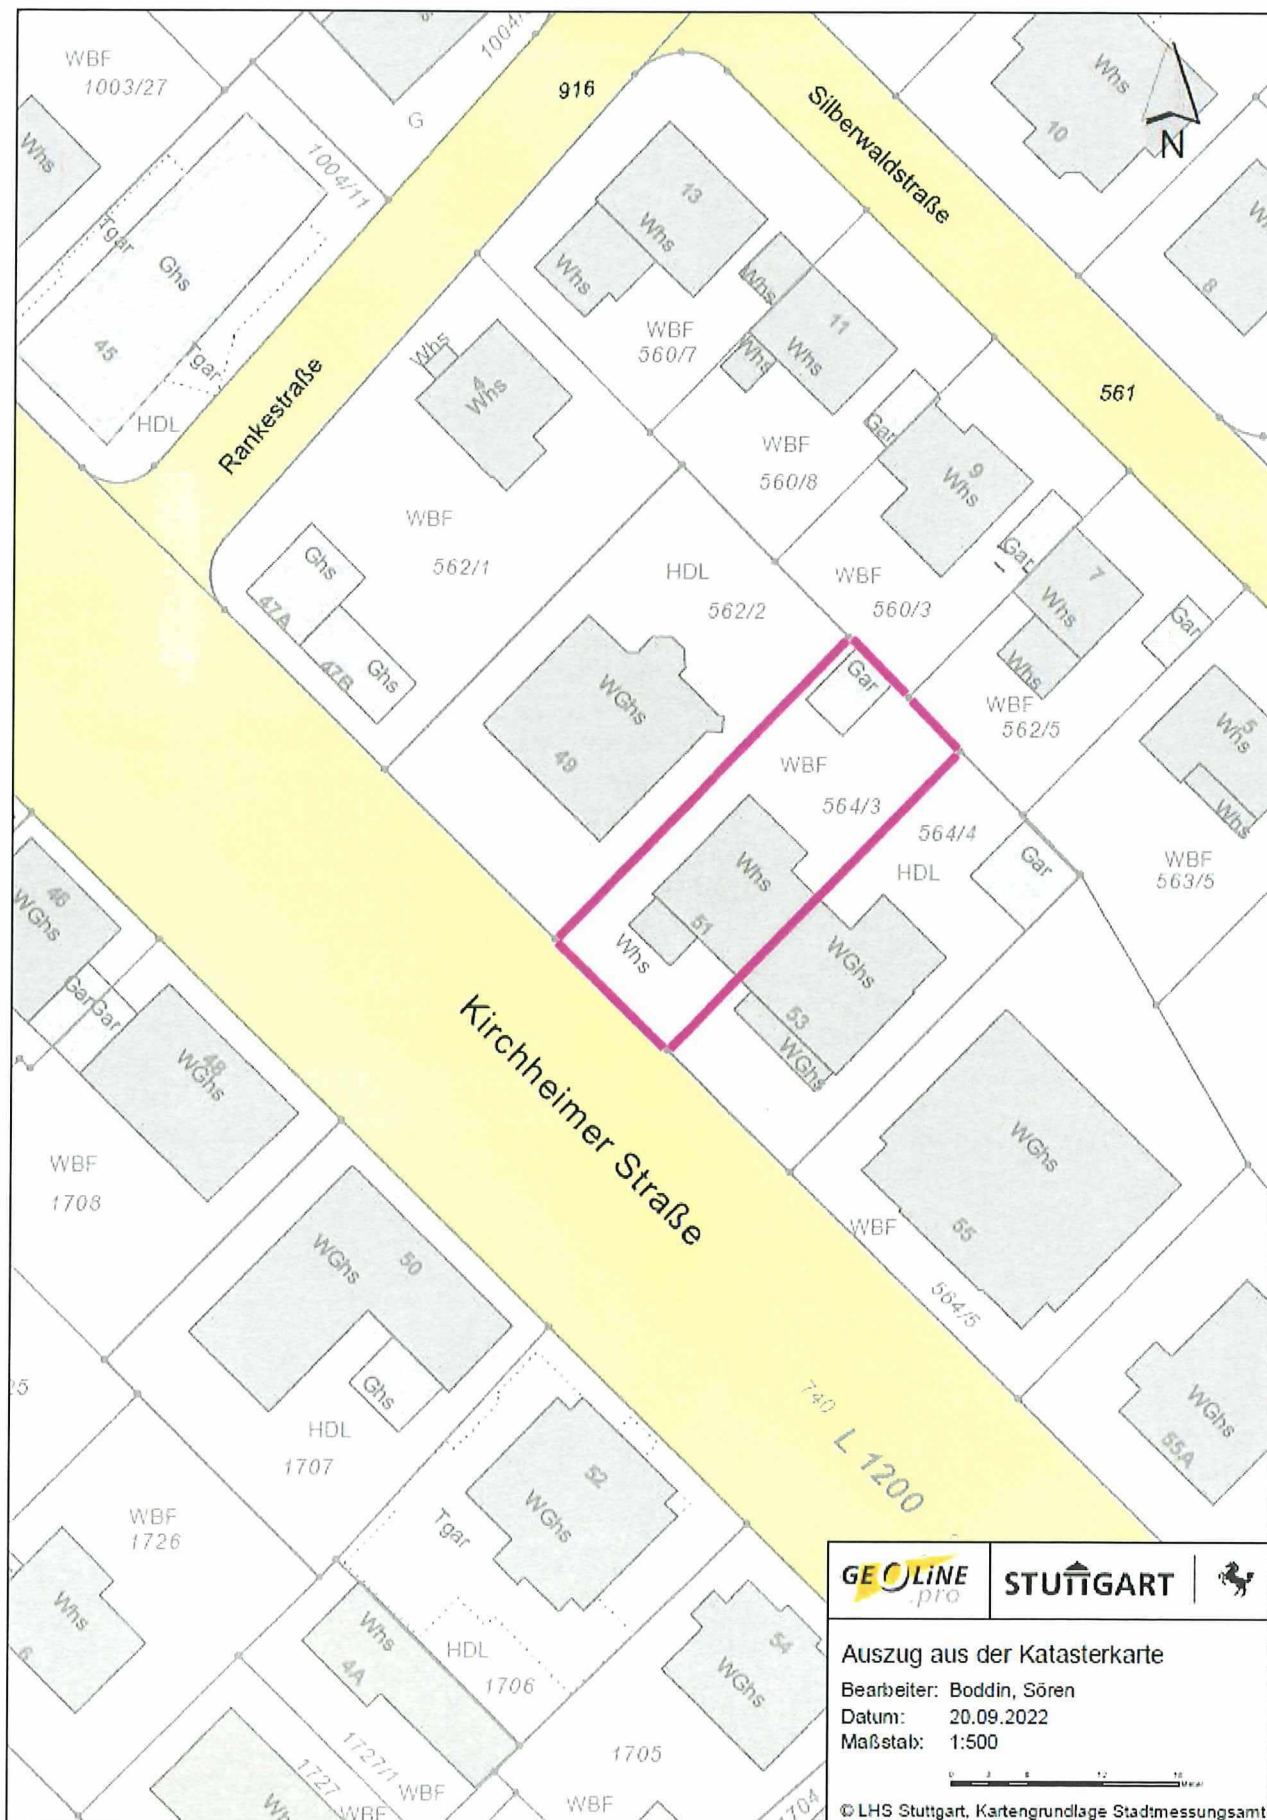 WBF
1003/27
G
916
Silberwaldstraße
Whs
10
N
Whs
1004/11
Tgar
Ghs
45
Tgar
HDL
Rankestraße
13
Whs
Whs
WBF
560/7
Whs
11
Whs
Whs
8
Whs
4
Whs
561
Gar
WBF
560/8
9
Whs
WBF
562/1
Ghs
47A
47B
Ghs
HDL
562/2
WBF
560/3
Gar
7
Whs
Whs
Gar
WGhs
49
Gar
WBF
562/5
5
Whs
Whs
WBF
564/3
564/4
HDL
Gar
WBF
563/5
Whs
51
Whs
WGhs
53
WGhs
46
WGhs
Gar
Gar
48
WGhs
Kirchheimer Straße
WGhs
55
WBF
564/5
WBF
1708
WGhs
50
Ghs
HDL
1707
740
L 1200
WGhs
55A
WBF
1726
52
WGhs
Tgar
Whs
6
Whs
4A
HDL
1706
54
WGhs
1727/1
1727
WBF
WBF
1705
WBF
1704
GEOLiNE
.pro
STUTTGART
Auszug aus der Katasterkarte
Bearbeiter: Boddin, Sören
Datum: 20.09.2022
Maßstab: 1:500
© LHS Stuttgart, Kartengrundlage Stadtmessungsamt